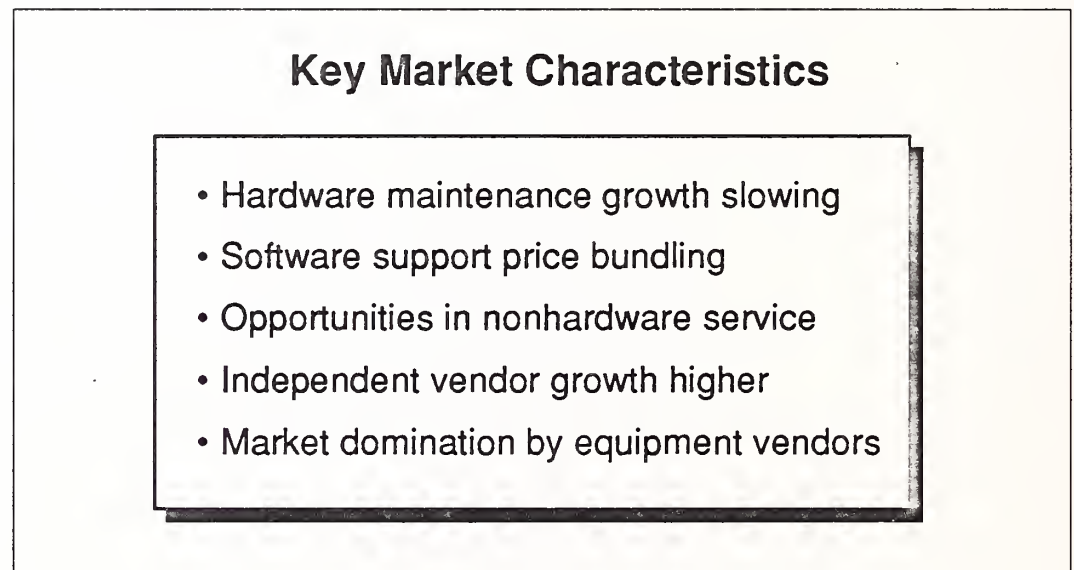 Key Market Characteristics
• Hardware maintenance growth slowing
• Software support price bundling
• Opportunities in nonhardware service
• Independent vendor growth higher
• Market domination by equipment vendors